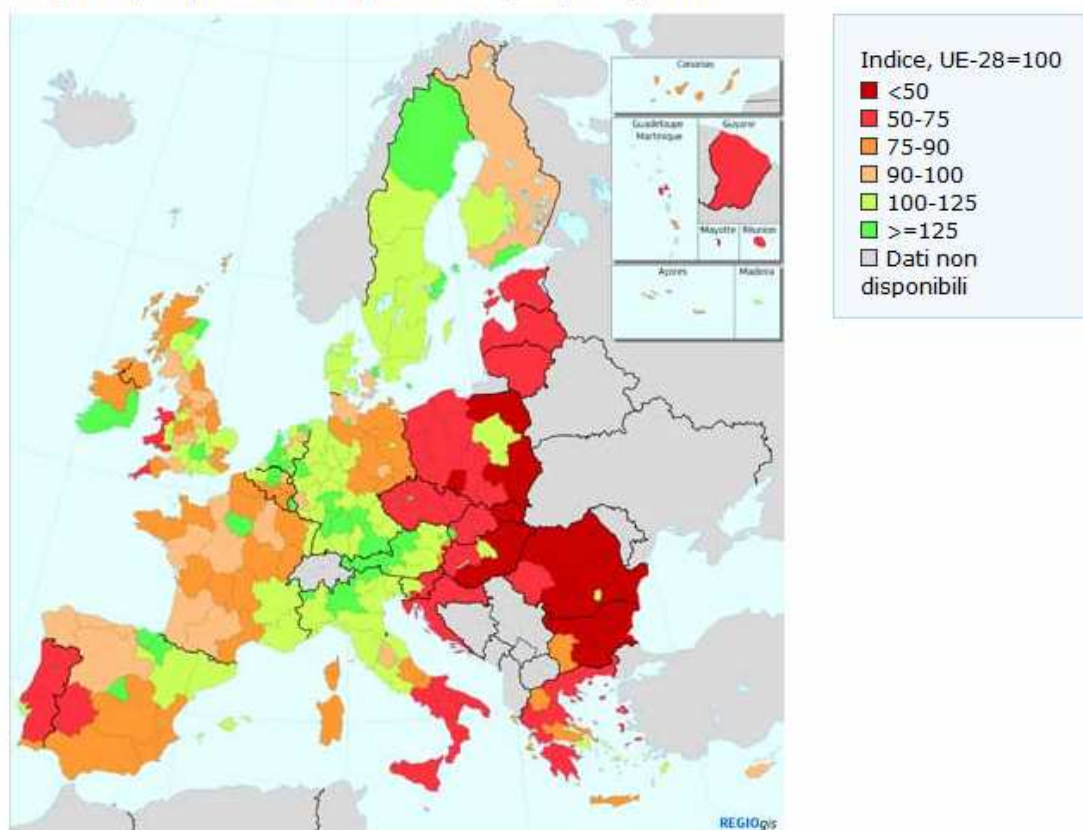 Canarias
Guadeloupe
Martinique
Guyane
Mayotte
Réunion
Açores
Madeira
REGIOgis
Indice, UE-28=100
<50
50-75
75-90
90-100
100-125
>=125
Dati non
disponibili